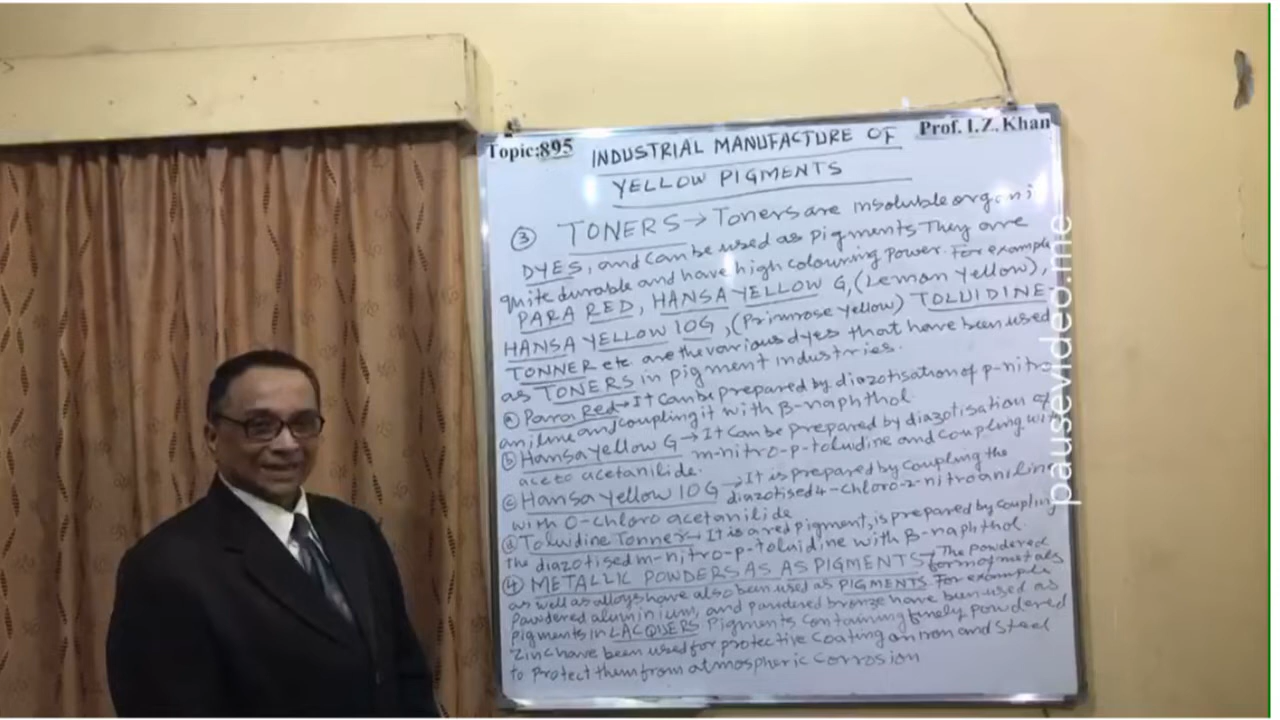 Topic:895
Prof. I.Z. Khan
INDUSTRIAL MANUFACTURE OF
YELLOW PIGMENTS
③ TONERS → Toners are insoluble organi
DYES, and can be used as pigments They are
quite durable and have high colouring power. For example
PARA RED, HANSA YELLOW G, (Lemon Yellow),
HANSA YELLOW 10G, (Primrose yellow) TOLUIDINE-
TONNER etc. are the various dyes that have been used
as TONERS in pigment industries.
ⓐ Para Red → It can be prepared by diazotisation of p-nitro
aniline and coupling it with β-naphthol
ⓑ Hansa Yellow G → It can be prepared by diazotisation of
m-nitro-p-toludine and coupling with
aceto acetanilide.
ⓒ Hansa yellow 10G → It is prepared by coupling the
diazotised 4-chloro-2-nitroaniline
with O-chloro acetanilide
ⓓ Toluidine Tonner → It is a red pigment, is prepared by coupling
The diazotised m-nitro-p-toluidine with β-naphthol.
④ METALLIC POWDERS AS AS PIGMENTS → The powdered
form of metals
as well as alloys have also been used as PIGMENTS For example
Powdered aluminium, and powdered bronze have been used as
pigments in LACQUERS Pigments containing finely powdered
Zinc have been used for protective coating on iron and steel
to protect them from atmospheric corrosion
pausevideo.me